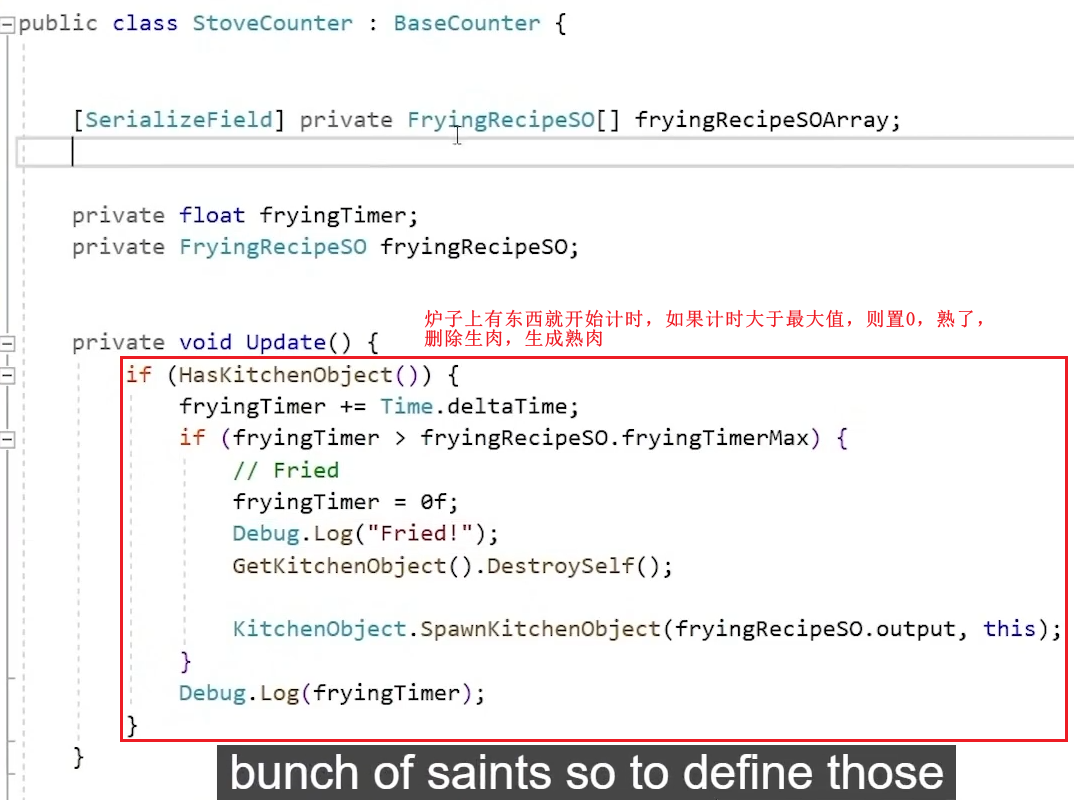 public class StoveCounter : BaseCounter {
[SerializeField] private FryingRecipeSO[] fryingRecipeSOArray;
private float fryingTimer;
private FryingRecipeSO fryingRecipeSO;
炉子上有东西就开始计时，如果计时大于最大值，则置0，熟了，
删除生肉，生成熟肉
private void Update() {
if (HasKitchenObject()) {
fryingTimer += Time.deltaTime;
if (fryingTimer > fryingRecipeSO.fryingTimerMax) {
// Fried
fryingTimer = 0f;
Debug.Log("Fried!");
GetKitchenObject().DestroySelf();
KitchenObject.SpawnKitchenObject(fryingRecipeSO.output, this);
}
Debug.Log(fryingTimer);
}
}
bunch of saints so to define those